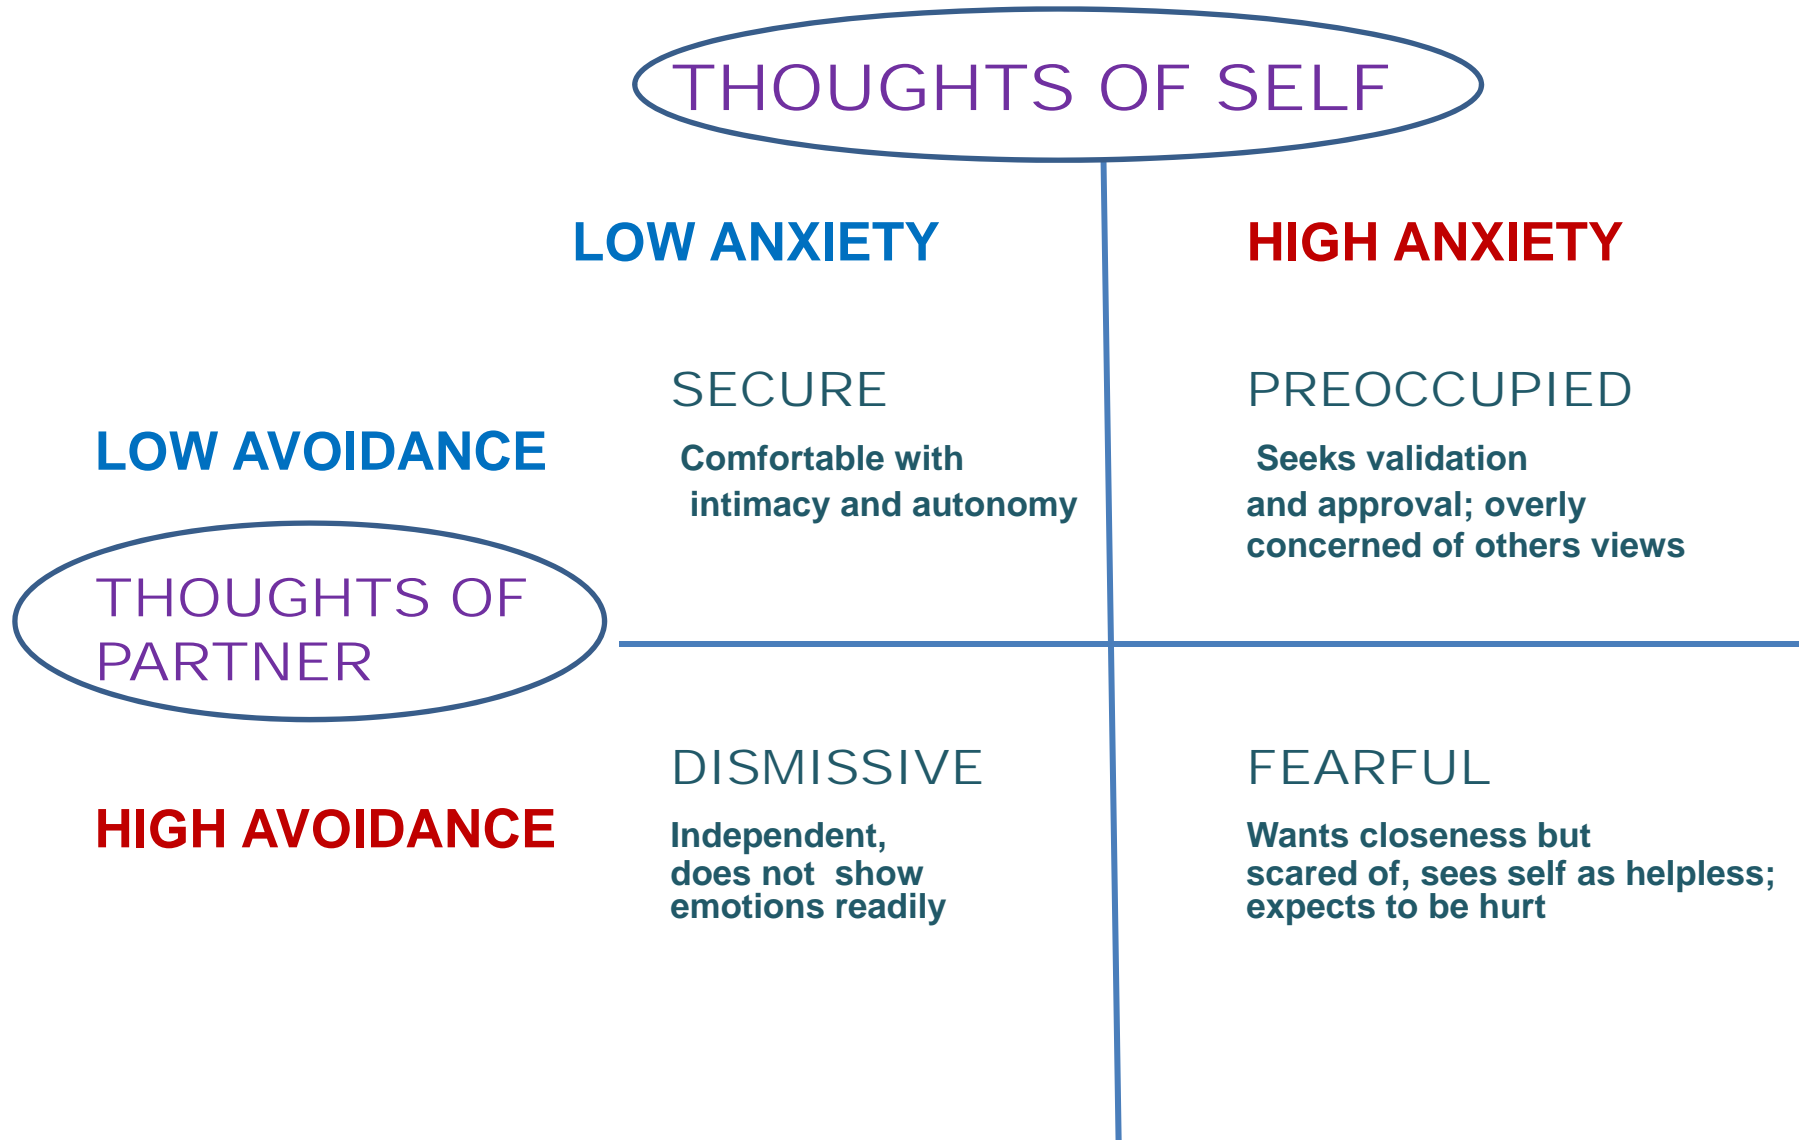 THOUGHTS OF SELF
LOW ANXIETY
HIGH ANXIETY
LOW AVOIDANCE
SECURE
Comfortable with
intimacy and autonomy
PREOCCUPIED
Seeks validation
and approval; overly
concerned of others views
THOUGHTS OF
PARTNER
HIGH AVOIDANCE
DISMISSIVE
Independent,
does not show
emotions readily
FEARFUL
Wants closeness but
scared of, sees self as helpless;
expects to be hurt